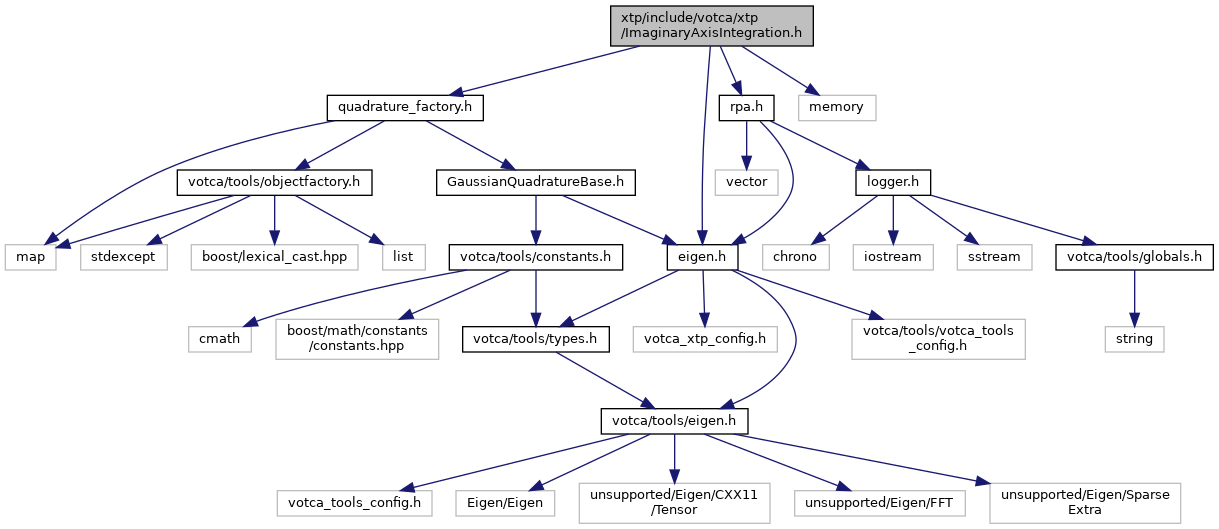 xtp/include/votca/xtp
/ImaginaryAxisIntegration.h
quadrature_factory.h
rpa.h
memory
votca/tools/objectfactory.h
GaussianQuadratureBase.h
vector
logger.h
map
stdexcept
boost/lexical_cast.hpp
list
votca/tools/constants.h
eigen.h
chrono
iostream
sstream
votca/tools/globals.h
cmath
boost/math/constants
/constants.hpp
votca/tools/types.h
votca_xtp_config.h
votca/tools/votca_tools
_config.h
string
votca/tools/eigen.h
votca_tools_config.h
Eigen/Eigen
unsupported/Eigen/CXX11
/Tensor
unsupported/Eigen/FFT
unsupported/Eigen/Sparse
Extra